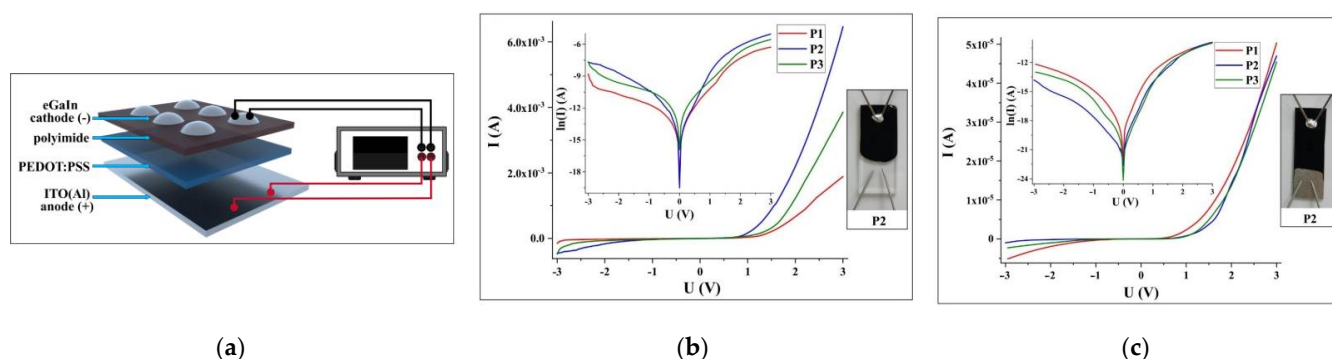 eGaIn
cathode (-)
polyimide
PEDOT:PSS
ITO(Al)
anode (+)
(a)
I (A)
6.0x10⁻³
4.0x10⁻³
2.0x10⁻³
0.0
-3 -2 -1 0 1 2 3
U (V)
P1
P2
P3
ln(I) (A)
-6
-9
-12
-15
-18
-3 -2 -1 0 1 2 3
U (V)
P2
(b)
I (A)
5x10⁻⁵
4x10⁻⁵
3x10⁻⁵
2x10⁻⁵
1x10⁻⁵
0
-3 -2 -1 0 1 2 3
U (V)
P1
P2
P3
ln(I) (A)
-12
-15
-18
-21
-24
-3 -2 -1 0 1 2 3
U (V)
P2
(c)